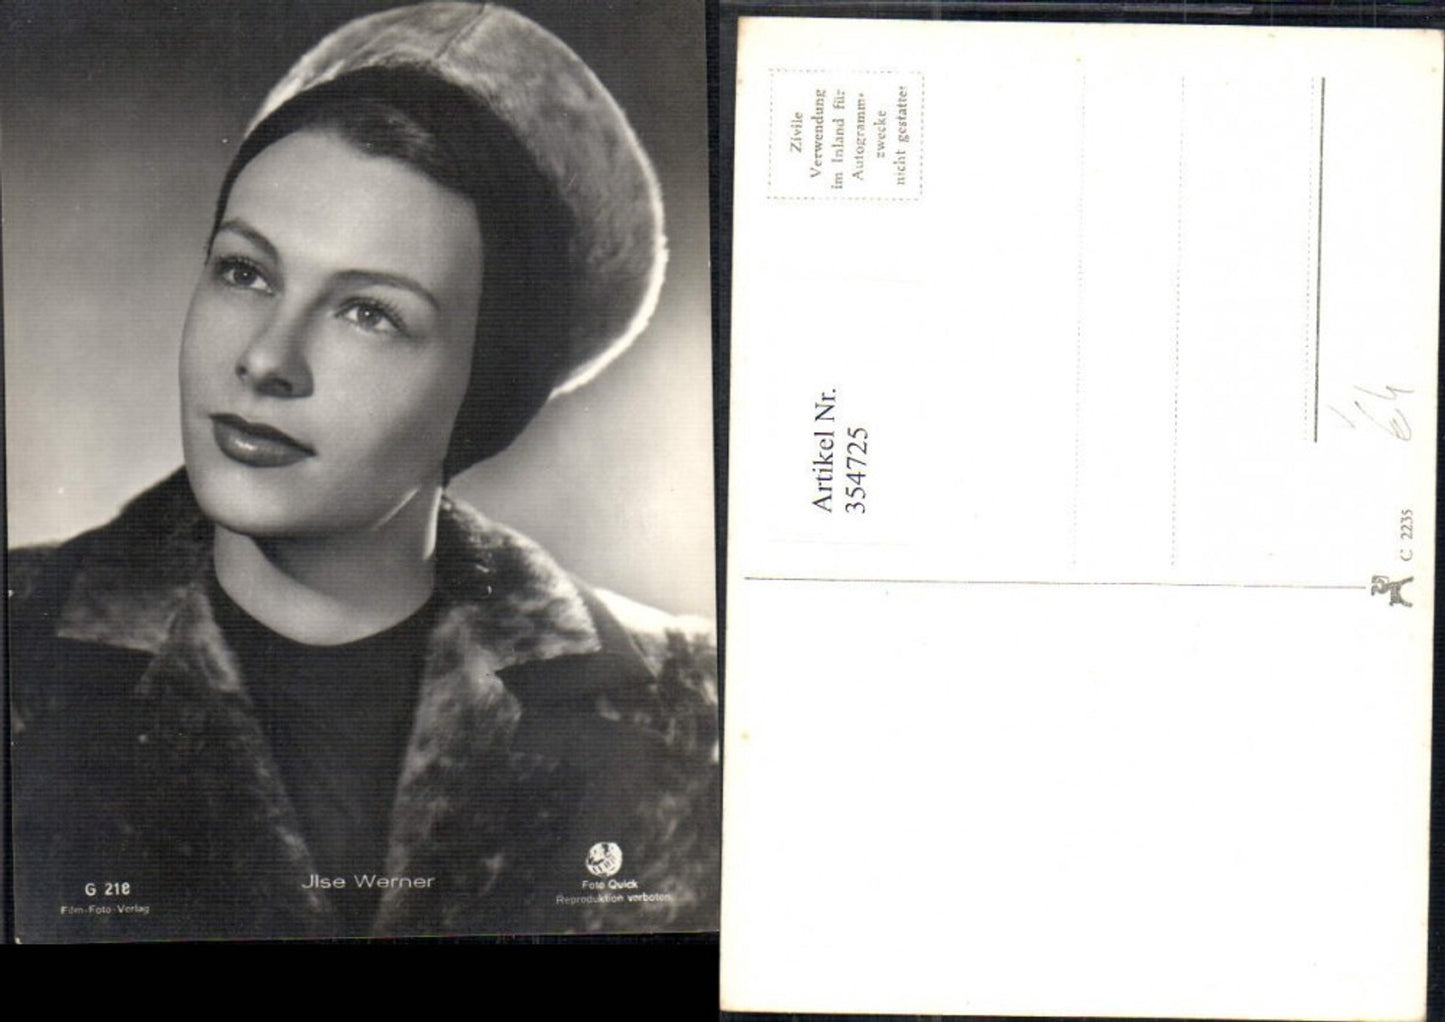 G 218
Film-Foto-Verlag
Jlse Werner
Foto Quick
Reproduktion verboten
Zivile
Verwendung
im Inland für
Autogramm-
zwecke
nicht gestattet
Artikel Nr.
354725
C 2235